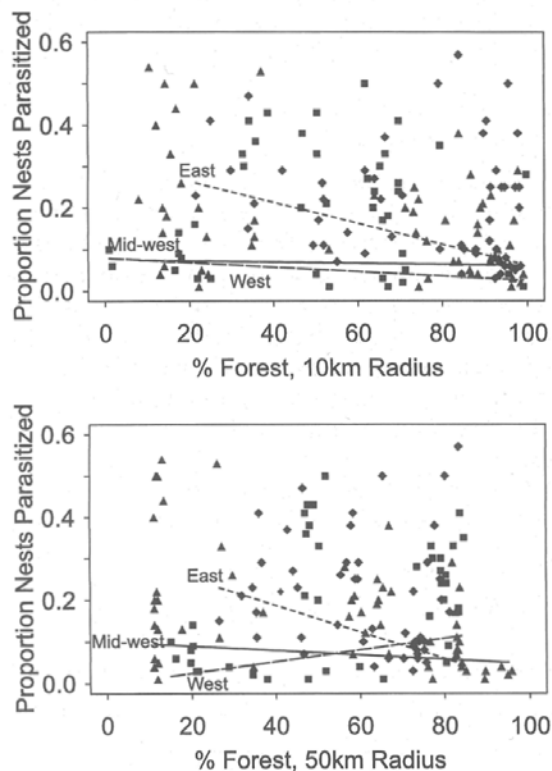 Proportion Nests Parasitized
0.6
0.4
0.2
0.0
East
Mid-west
West
0 20 40 60 80 100
% Forest, 10km Radius
Proportion Nests Parasitized
0.6
0.4
0.2
0.0
East
Mid-west
West
0 20 40 60 80 100
% Forest, 50km Radius